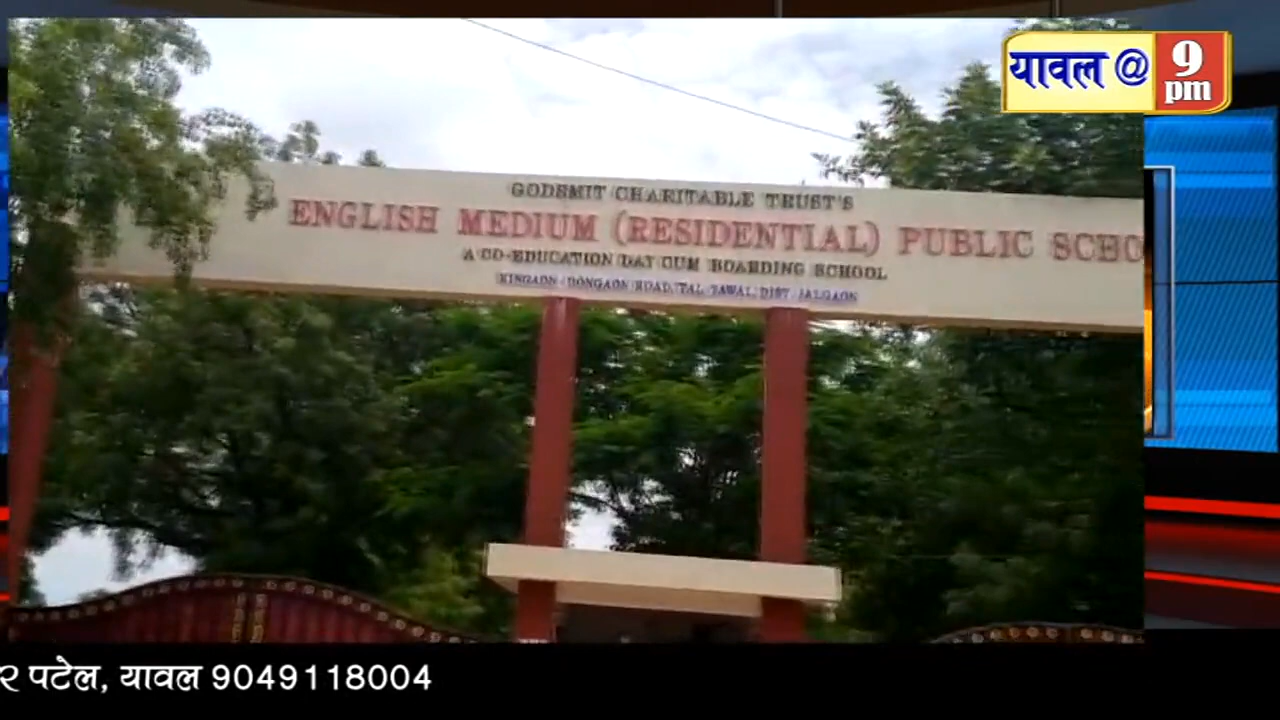 यावल @ 9 pm
GODSMIT CHARITABLE TRUST'S
ENGLISH MEDIUM (RESIDENTIAL) PUBLIC SCHO
A CO-EDUCATION DAY CUM BOARDING SCHOOL
KINGAON DONGAON ROAD, TAL YAWAL, DIST JALGAON
पटेल, यावल 9049118004